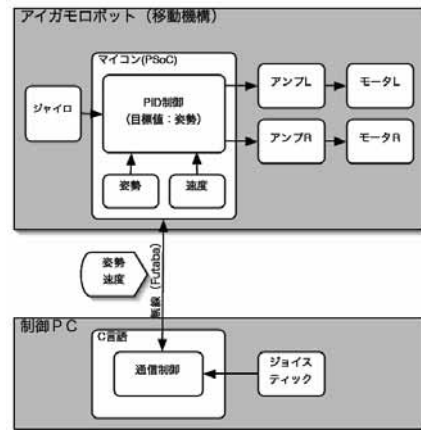 アイガモロボット（移動機構）
マイコン(PSoC)
ジャイロ
PID制御
（目標値：姿勢）
アンプL
モータL
アンプR
モータR
姿勢
速度
姿勢
速度
無線（Futaba）
制御PC
C言語
通信制御
ジョイス
ティック